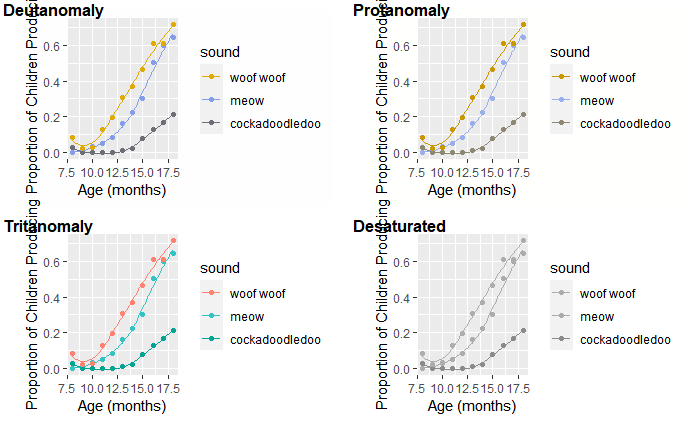 Deutanomaly
Proportion of Children Producing
0.6
0.4
0.2
0.0
7.5 10.0 12.5 15.0 17.5
Age (months)
sound
woof woof
meow
cockadoodledoo
Protanomaly
Proportion of Children Producing
0.6
0.4
0.2
0.0
7.5 10.0 12.5 15.0 17.5
Age (months)
sound
woof woof
meow
cockadoodledoo
Tritanomaly
Proportion of Children Producing
0.6
0.4
0.2
0.0
7.5 10.0 12.5 15.0 17.5
Age (months)
sound
woof woof
meow
cockadoodledoo
Desaturated
Proportion of Children Producing
0.6
0.4
0.2
0.0
7.5 10.0 12.5 15.0 17.5
Age (months)
sound
woof woof
meow
cockadoodledoo